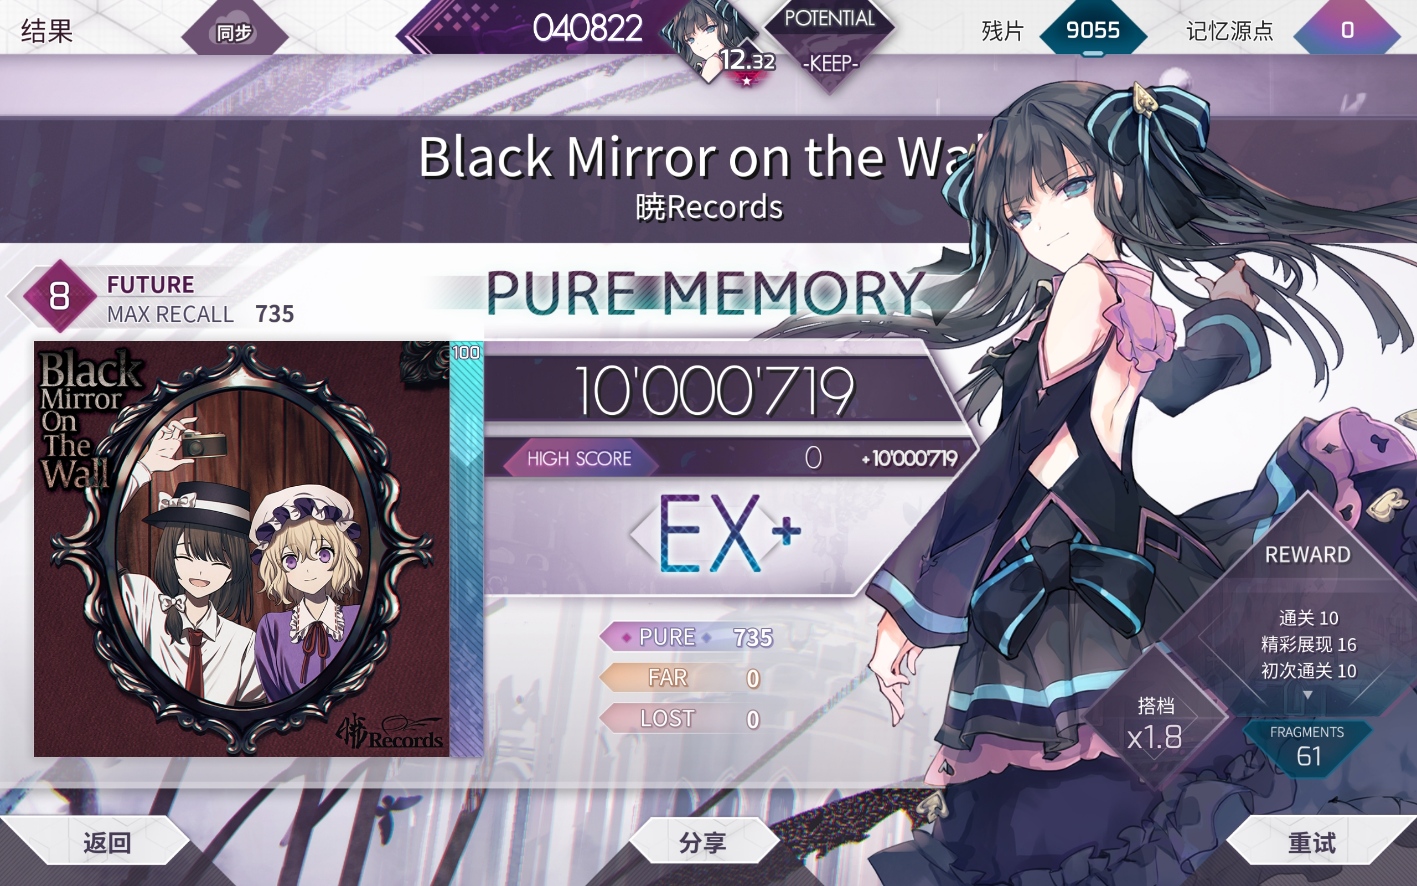 结果
同步
040822
12.32
POTENTIAL
-KEEP-
残片
9055
记忆源点
0
Black Mirror on the Wal
暁Records
8
FUTURE
MAX RECALL 735
PURE MEMORY
100
Black
Mirror
On
The
Wall
Records
10'000'719
HIGH SCORE
0
+10'000'719
EX+
PURE 735
FAR 0
LOST 0
REWARD
通关 10
精彩展现 16
初次通关 10
搭档
x1.8
FRAGMENTS
61
返回
分享
重试